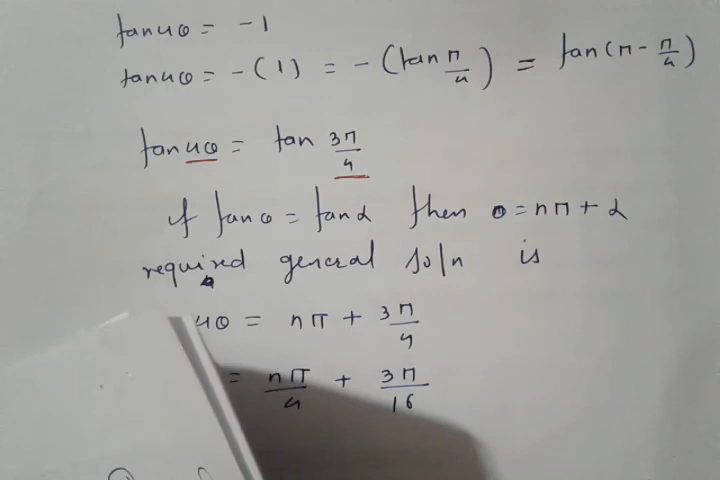 tan4θ = -1
tan4θ = -(1) = -(tan π/4) = tan(π - π/4)
tan4θ = tan 3π/4
if tanθ = tanα then θ = nπ + α
required general soln is
4θ = nπ + 3π/4
= nπ/4 + 3π/16